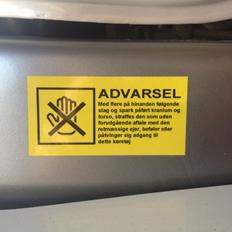 ADVARSEL
Med flere på hinanden følgende
slag og spark påført kranium og
torso, straffes den som uden
forudgående aftale med den
retmæssige ejer, beføler eller
påtvinger sig adgang til
dette køretøj